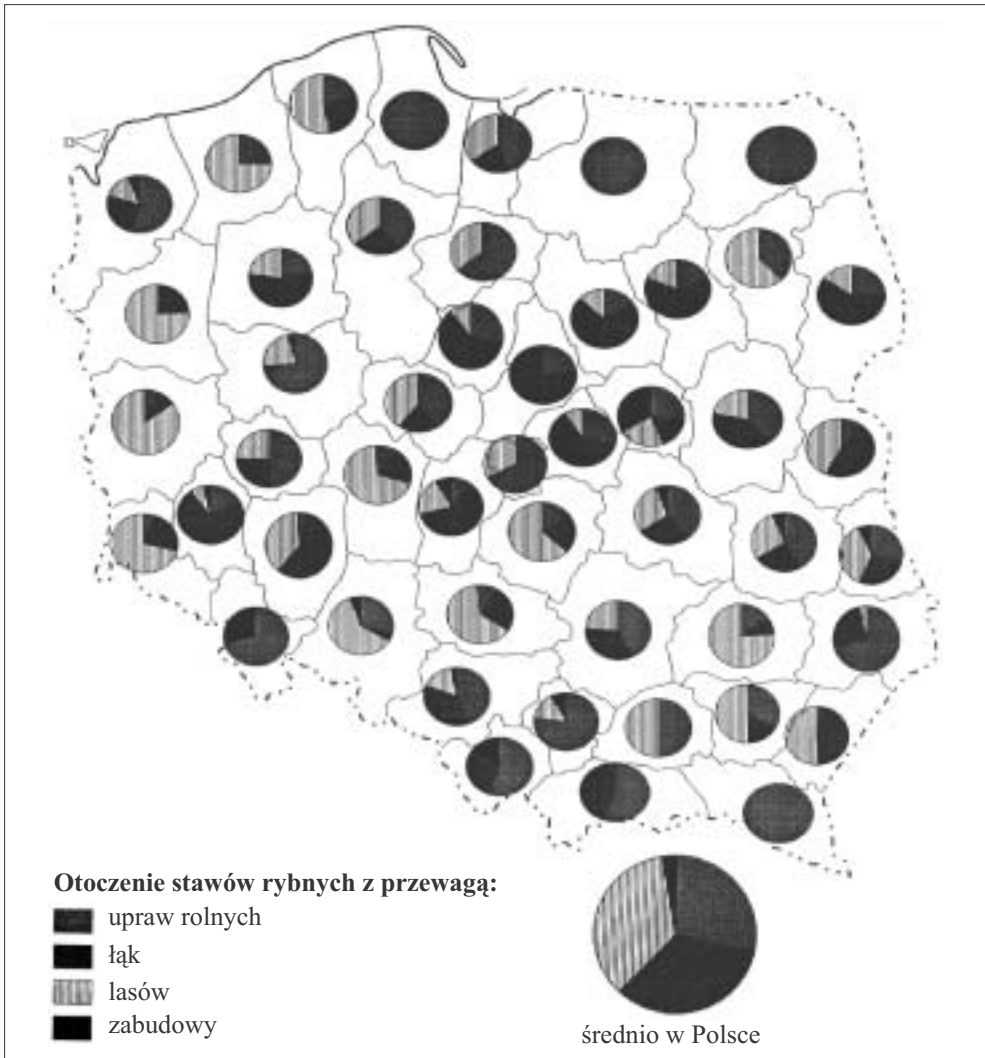 Otoczenie stawów rybnych z przewagą:
upraw rolnych
łąk
lasów
zabudowy
średnio w Polsce